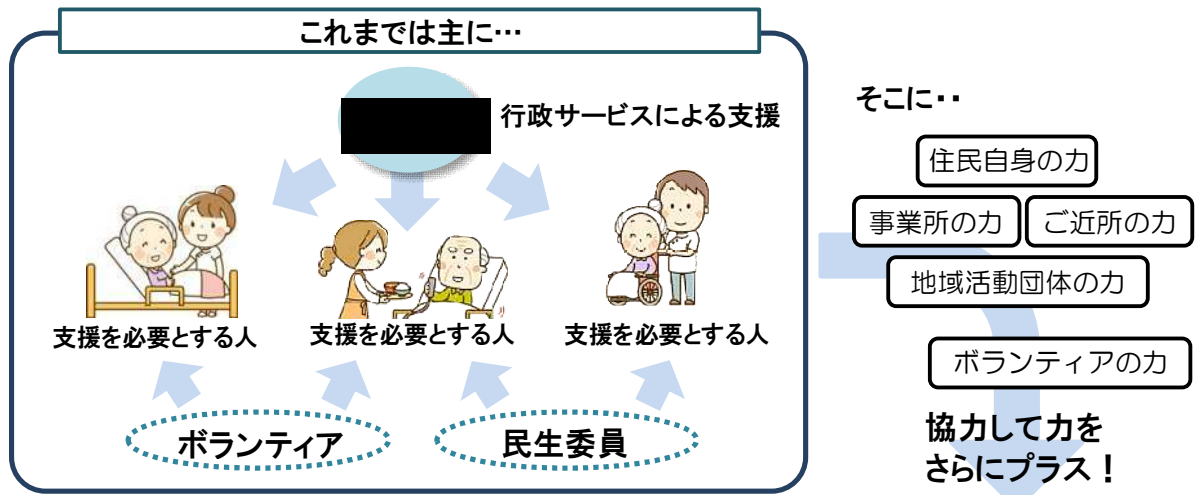 これまでは主に…
行政サービスによる支援
支援を必要とする人
支援を必要とする人
支援を必要とする人
ボランティア
民生委員
そこに・・
住民自身の力
事業所の力
ご近所の力
地域活動団体の力
ボランティアの力
協力して力を
さらにプラス！